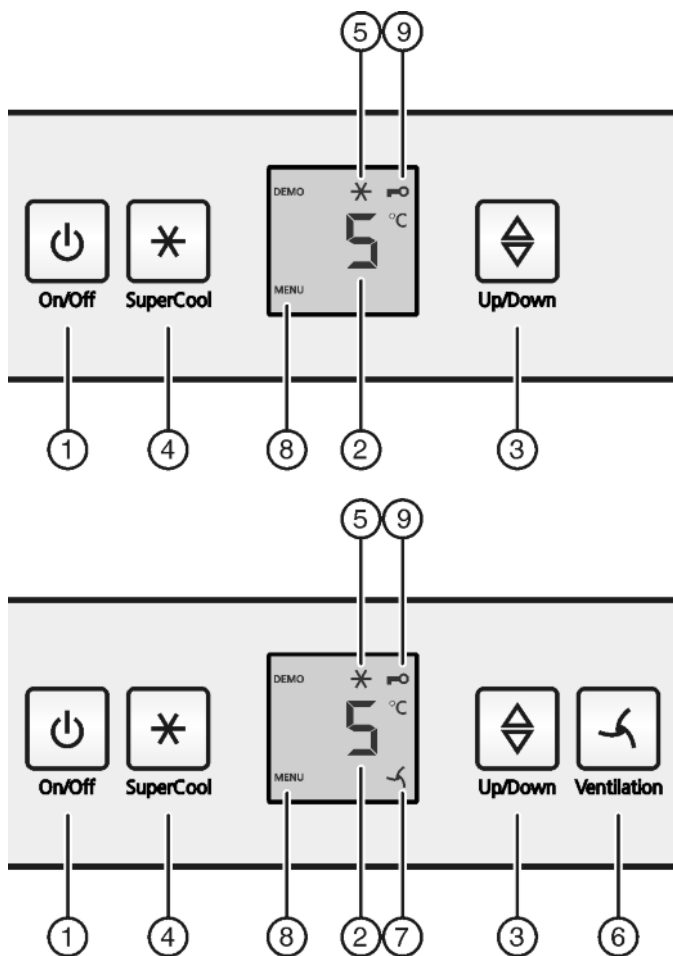 5 9
DEMO
5 °C
MENU
On/Off SuperCool Up/Down
1 4 8 2 3
5 9
DEMO
5 °C
MENU
On/Off SuperCool Up/Down Ventilation
1 4 8 2 7 3 6